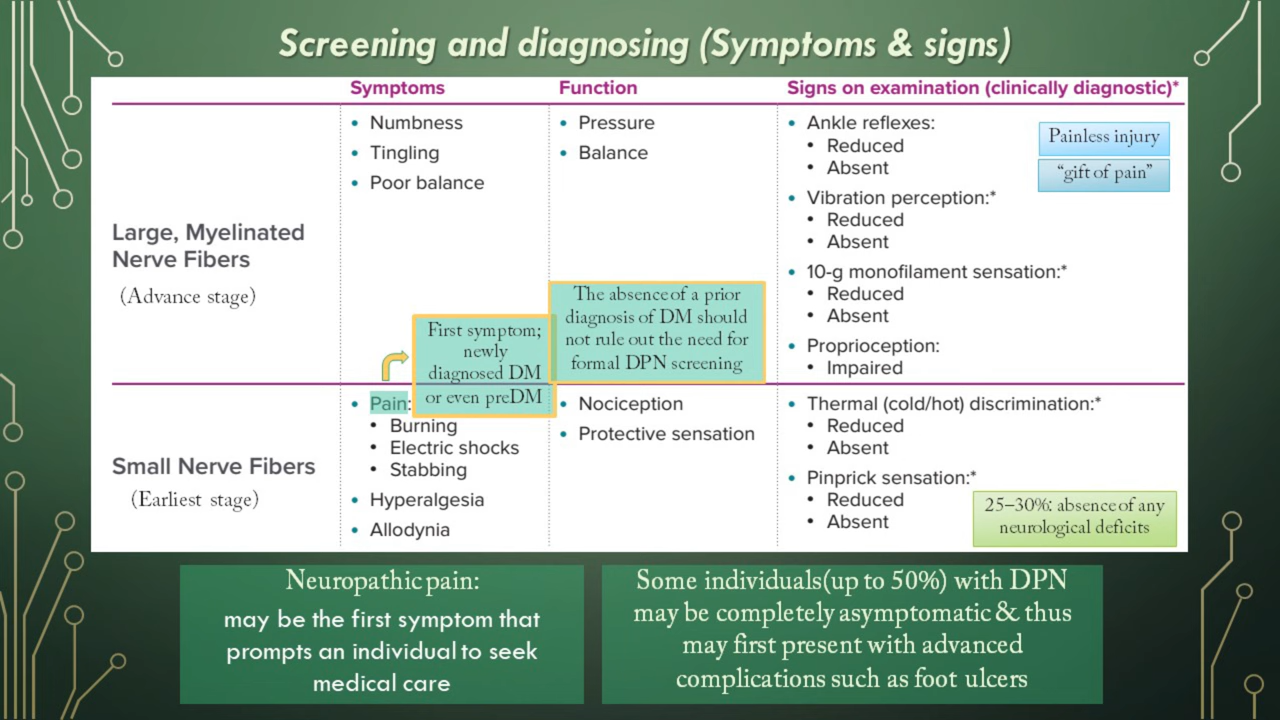 Screening and diagnosing (Symptoms & signs)
Symptoms
Function
Signs on examination (clinically diagnostic)*
Large, Myelinated
Nerve Fibers
(Advance stage)
• Numbness
• Tingling
• Poor balance
• Pressure
• Balance
• Ankle reflexes:
• Reduced
• Absent
• Vibration perception:*
• Reduced
• Absent
• 10-g monofilament sensation:*
• Reduced
• Absent
• Proprioception:
• Impaired
Painless injury
“gift of pain”
First symptom;
newly
diagnosed DM
or even preDM
The absence of a prior
diagnosis of DM should
not rule out the need for
formal DPN screening
Small Nerve Fibers
(Earliest stage)
• Pain:
• Burning
• Electric shocks
• Stabbing
• Hyperalgesia
• Allodynia
• Nociception
• Protective sensation
• Thermal (cold/hot) discrimination:*
• Reduced
• Absent
• Pinprick sensation:*
• Reduced
• Absent
25–30%: absence of any
neurological deficits
Neuropathic pain:
may be the first symptom that
prompts an individual to seek
medical care
Some individuals(up to 50%) with DPN
may be completely asymptomatic & thus
may first present with advanced
complications such as foot ulcers